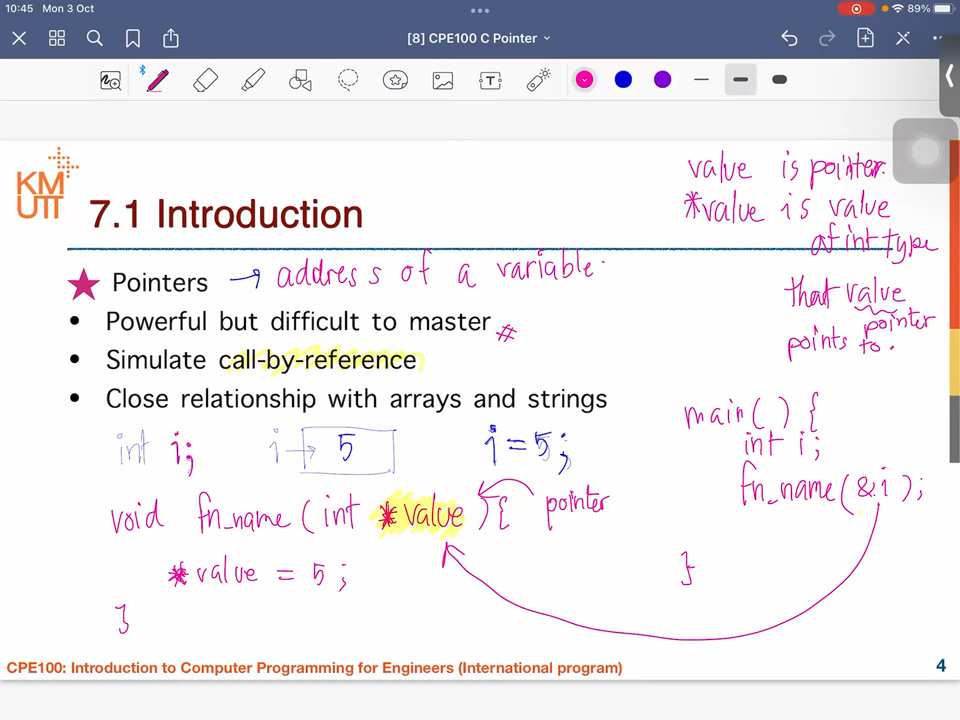 10:45 Mon 3 Oct
89%
[8] CPE100 C Pointer
KM
UTT
7.1 Introduction
Pointers → address of a variable.
• Powerful but difficult to master #
• Simulate call-by-reference
• Close relationship with arrays and strings
int i; i → 5 i = 5;
void fn_name (int *value) { pointer
*value = 5;
}
value is pointer.
*value is value
of int type
that value
pointer
points to.
main() {
int i;
fn_name(&i);
}
CPE100: Introduction to Computer Programming for Engineers (International program)
4